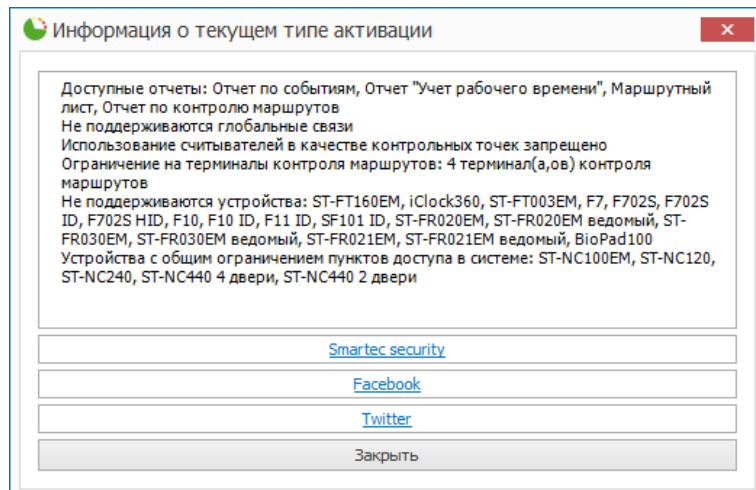 Информация о текущем типе активации
Доступные отчеты: Отчет по событиям, Отчет "Учет рабочего времени", Маршрутный
лист, Отчет по контролю маршрутов
Не поддерживаются глобальные связи
Использование считывателей в качестве контрольных точек запрещено
Ограничение на терминалы контроля маршрутов: 4 терминал(а,ов) контроля
маршрутов
Не поддерживаются устройства: ST-FT160EM, iClock360, ST-FT003EM, F7, F702S, F702S
ID, F702S HID, F10, F10 ID, F11 ID, SF101 ID, ST-FR020EM, ST-FR020EM ведомый, ST-
FR030EM, ST-FR030EM ведомый, ST-FR021EM, ST-FR021EM ведомый, BioPad100
Устройства с общим ограничением пунктов доступа в системе: ST-NC100EM, ST-NC120,
ST-NC240, ST-NC440 4 двери, ST-NC440 2 двери
Smartec security
Facebook
Twitter
Закрыть